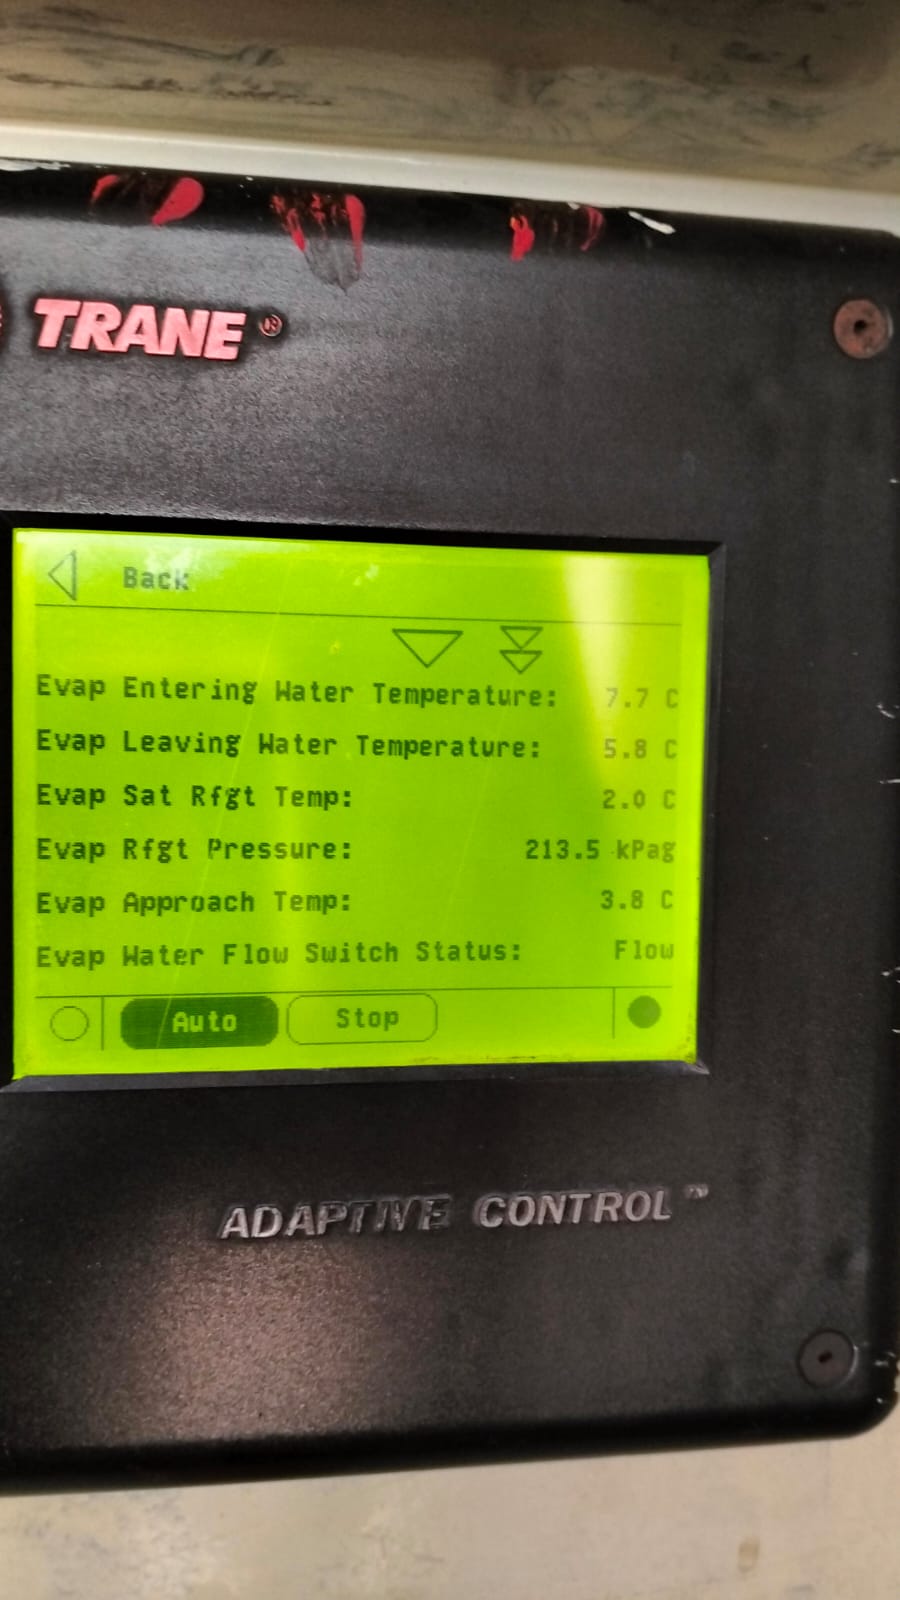 TRANE ®
Back
Evap Entering Water Temperature: 7.7 C
Evap Leaving Water Temperature: 5.8 C
Evap Sat Rfgt Temp: 2.0 C
Evap Rfgt Pressure: 213.5 kPag
Evap Approach Temp: 3.8 C
Evap Water Flow Switch Status: Flow
Auto Stop
ADAPTIVE CONTROL ™